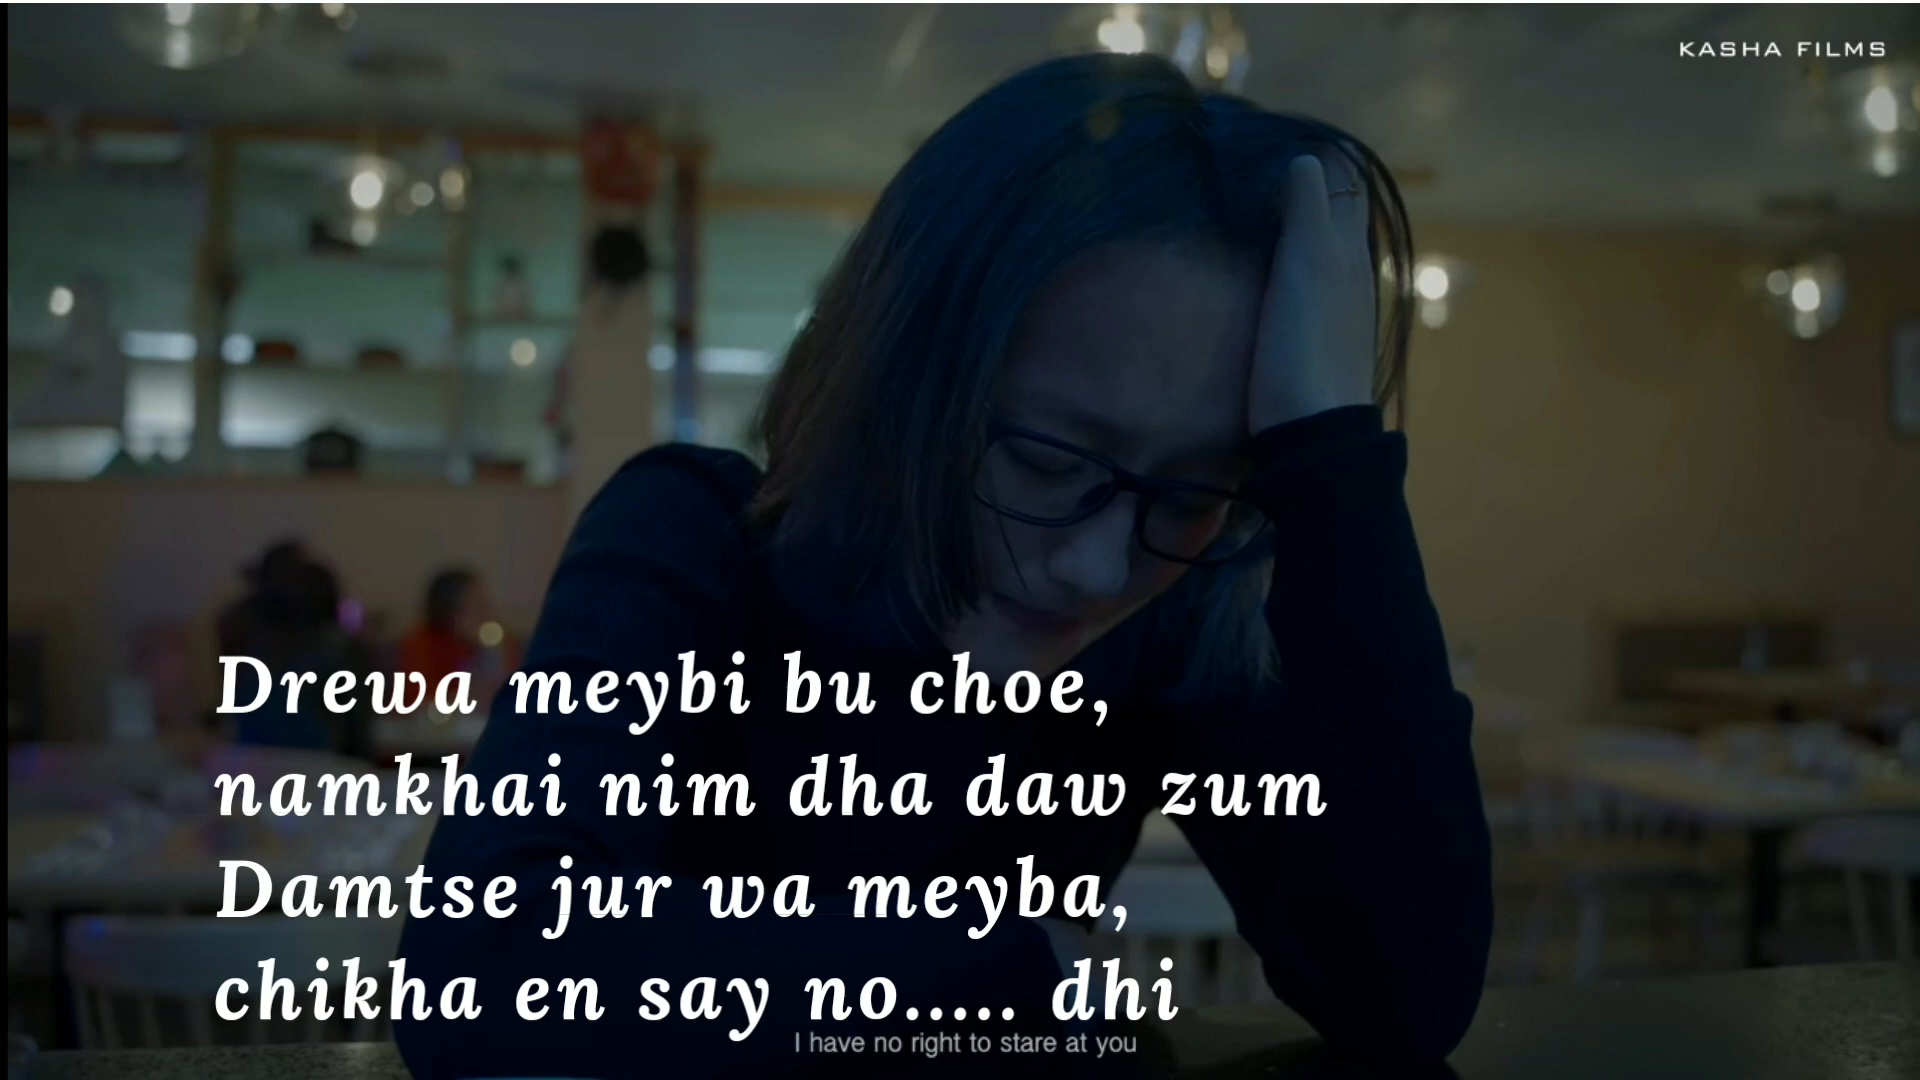 KASHA FILMS
Drewa meybi bu choe,
namkhai nim dha daw zum
Damtse jur wa meyba,
chikha en say no..... dhi
I have no right to stare at you